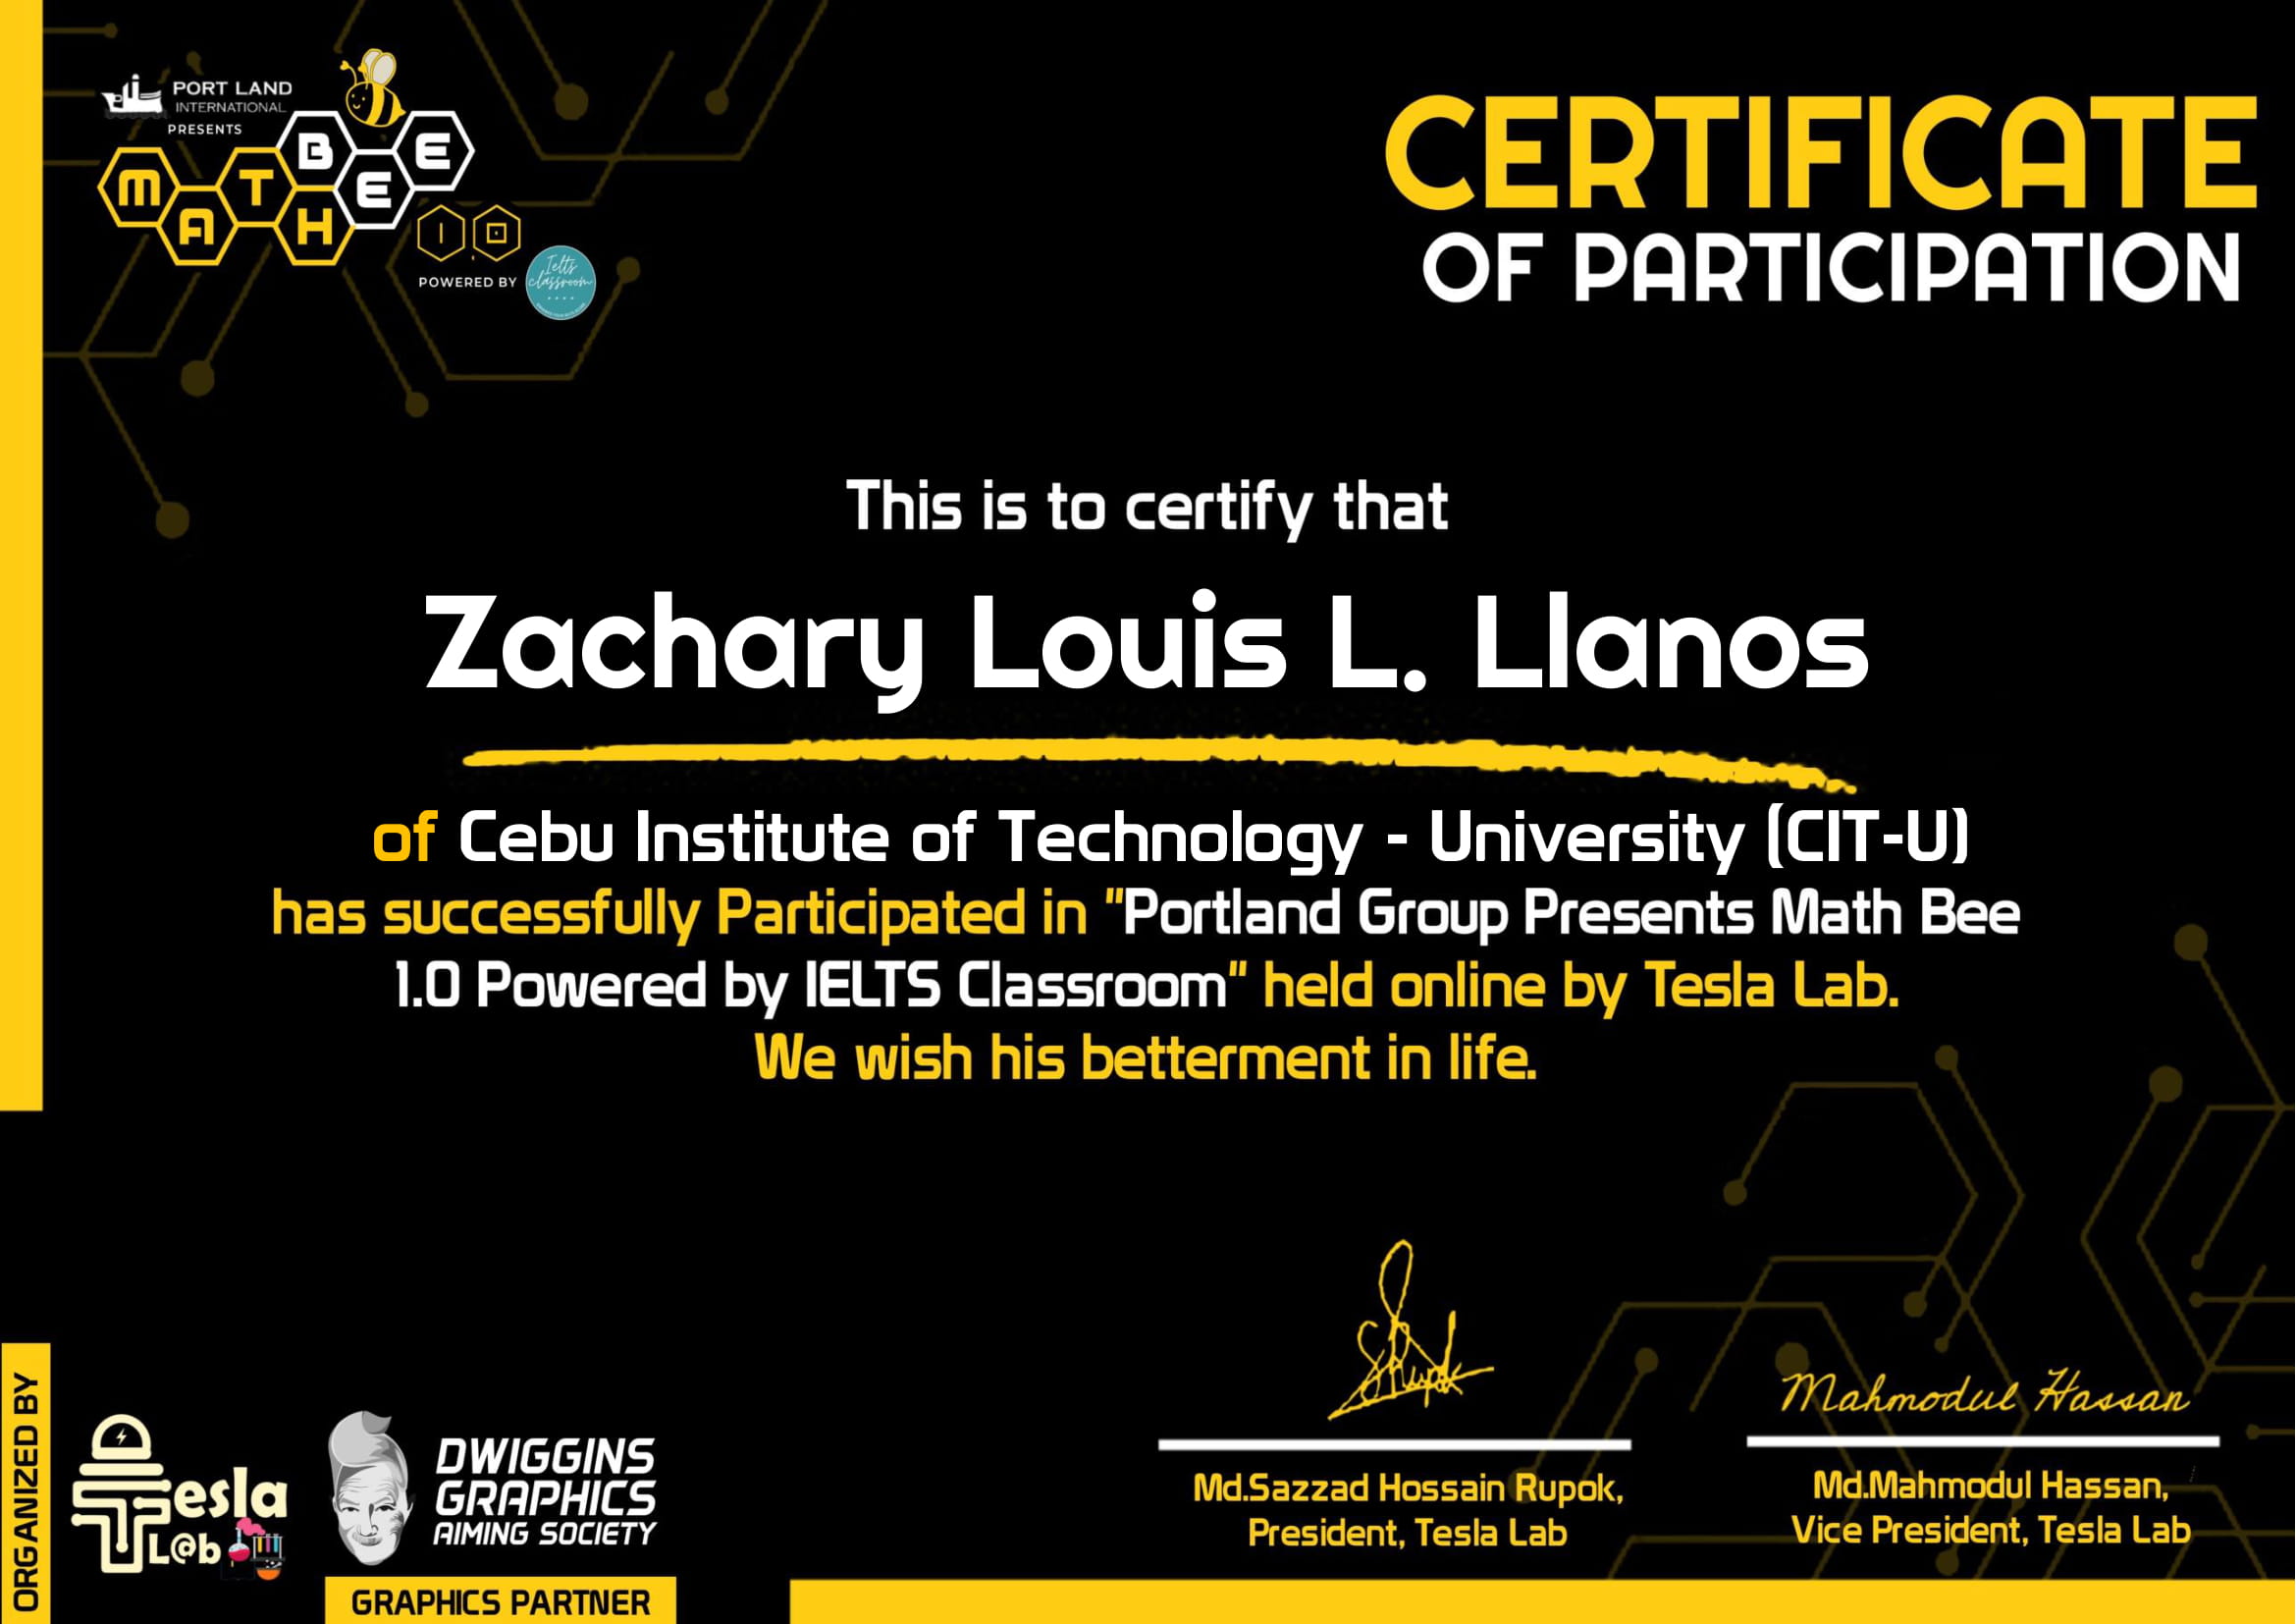 PORT LAND
INTERNATIONAL
PRESENTS
MATH BEE
1.0
POWERED BY
Ielts
classroom
CERTIFICATE
OF PARTICIPATION
This is to certify that
Zachary Louis L. Llanos
of Cebu Institute of Technology - University (CIT-U)
has successfully Participated in "Portland Group Presents Math Bee
1.0 Powered by IELTS Classroom" held online by Tesla Lab.
We wish his betterment in life.
ORGANIZED BY
Tesla
L@b
DWIGGINS
GRAPHICS
AIMING SOCIETY
GRAPHICS PARTNER
Rupok
Md.Sazzad Hossain Rupok,
President, Tesla Lab
Mahmodul Hassan
Md.Mahmodul Hassan,
Vice President, Tesla Lab